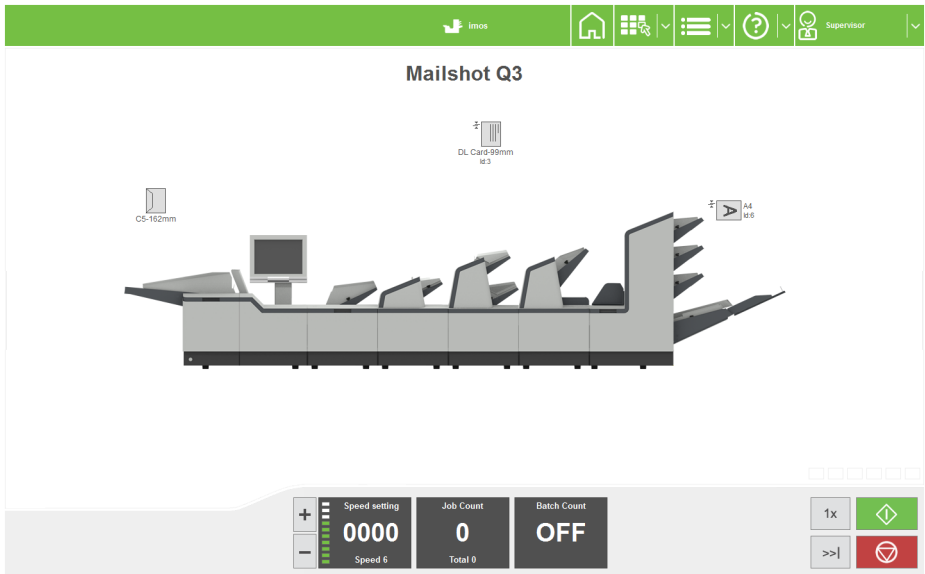 imos
Supervisor
Mailshot Q3
DL Card-99mm
Id:3
C5-162mm
A
A4
Id:6
+
−
Speed setting
0000
Speed 6
Job Count
0
Total 0
Batch Count
OFF
1x
>>|